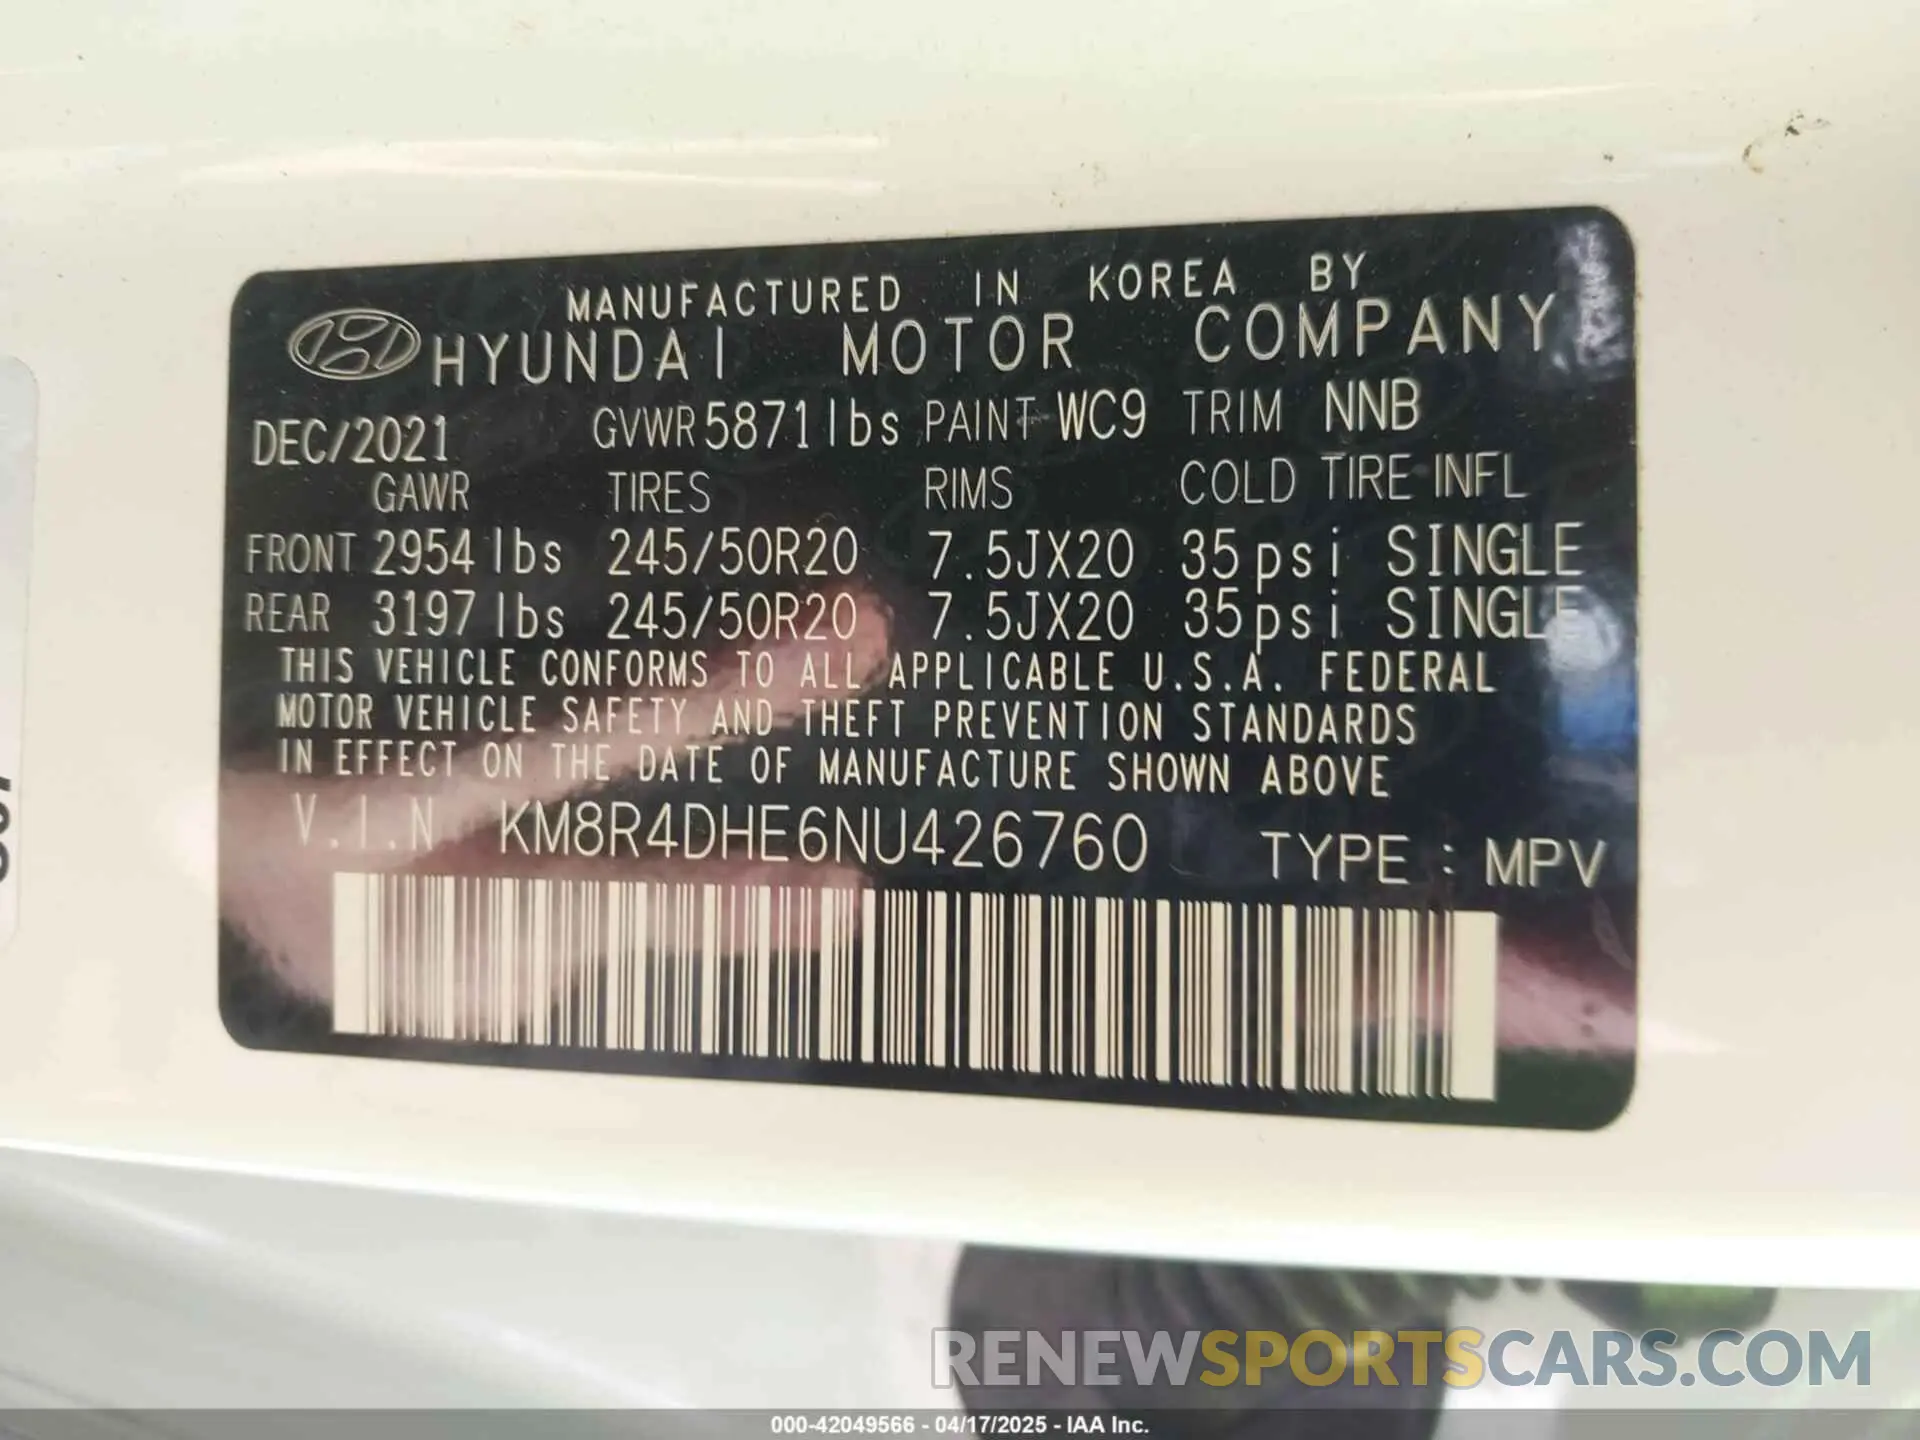 MANUFACTURED IN KOREA BY
HYUNDAI MOTOR COMPANY
DEC/2021 GVWR 5871lbs PAINT WC9 TRIM NNB
GAWR TIRES RIMS COLD TIRE INFL
FRONT 2954 lbs 245/50R20 7.5JX20 35psi SINGLE
REAR 3197 lbs 245/50R20 7.5JX20 35psi SINGLE
THIS VEHICLE CONFORMS TO ALL APPLICABLE U.S.A. FEDERAL
MOTOR VEHICLE SAFETY AND THEFT PREVENTION STANDARDS
IN EFFECT ON THE DATE OF MANUFACTURE SHOWN ABOVE
V.I.N KM8R4DHE6NU426760 TYPE : MPV
RENEWSPORTSCARS.COM
000-42049566 - 04/17/2025 - IAA Inc.